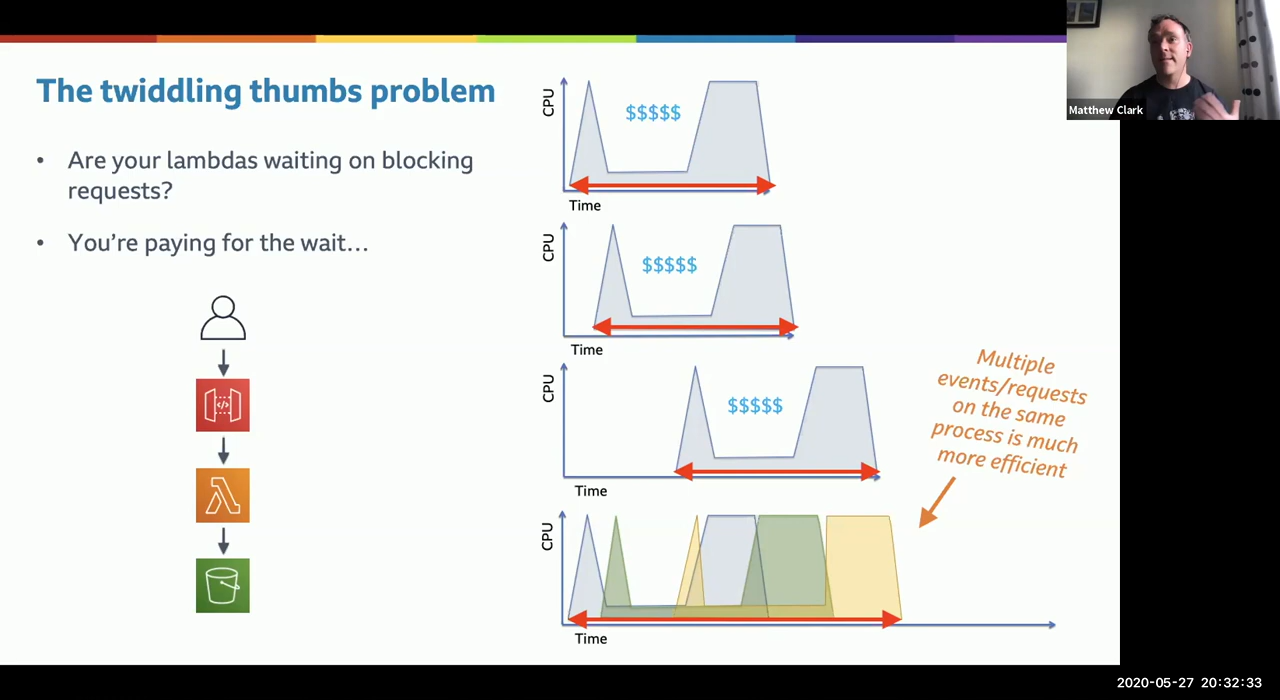 The twiddling thumbs problem
• Are your lambdas waiting on blocking
requests?
• You’re paying for the wait…
CPU
$$$$$
Time
CPU
$$$$$
Time
CPU
$$$$$
Time
Multiple
events/requests
on the same
process is much
more efficient
CPU
Time
</>
Matthew Clark
2020-05-27 20:32:33